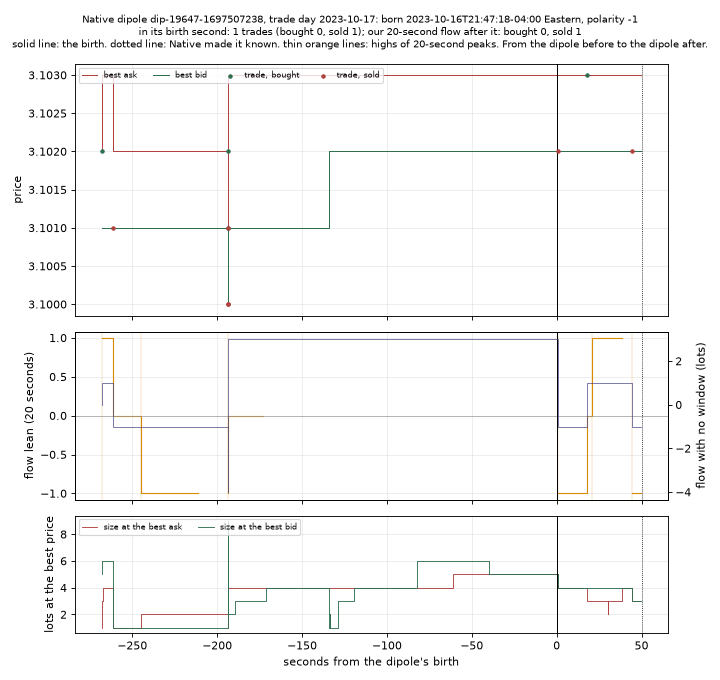 Native dipole dip-19647-1697507238, trade day 2023-10-17: born 2023-10-16T21:47:18-04:00 Eastern, polarity -1
in its birth second: 1 trades (bought 0, sold 1); our 20-second flow after it: bought 0, sold 1
solid line: the birth. dotted line: Native made it known. thin orange lines: highs of 20-second peaks. From the dipole before to the dipole after.
best ask best bid trade, bought trade, sold
3.1030
3.1025
3.1020
3.1015
3.1010
3.1005
3.1000
price
1.0
0.5
0.0
−0.5
−1.0
flow lean (20 seconds)
2
0
−2
−4
flow with no window (lots)
size at the best ask size at the best bid
8
6
4
2
lots at the best price
−250 −200 −150 −100 −50 0 50
seconds from the dipole's birth